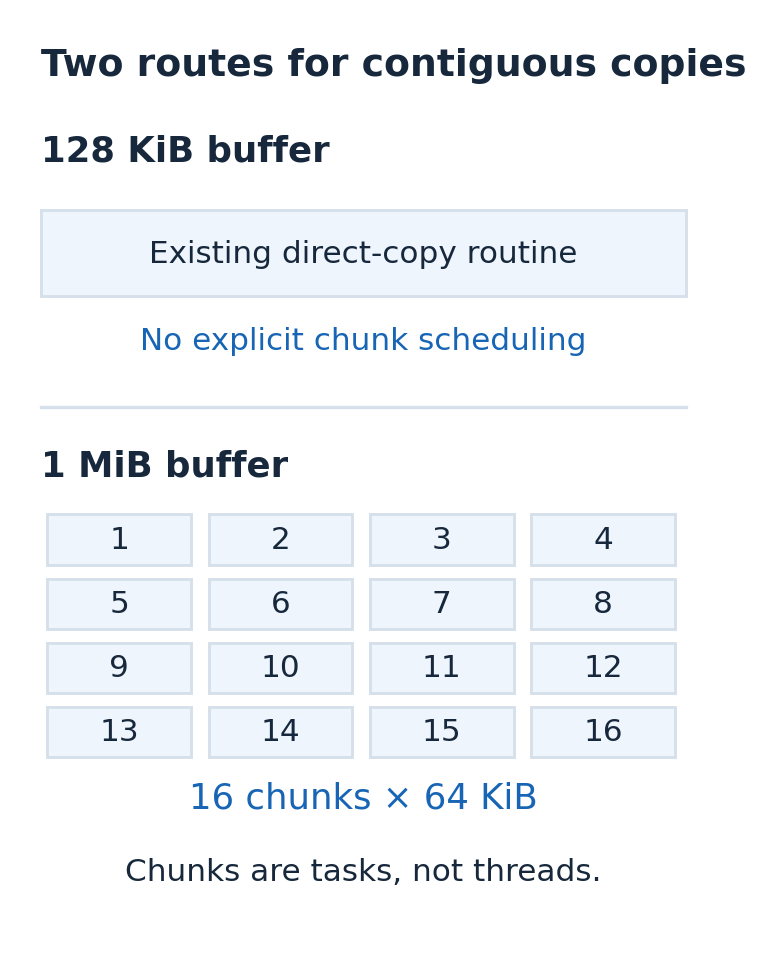 Two routes for contiguous copies
128 KiB buffer
Existing direct-copy routine
No explicit chunk scheduling
1 MiB buffer
1 2 3 4
5 6 7 8
9 10 11 12
13 14 15 16
16 chunks × 64 KiB
Chunks are tasks, not threads.